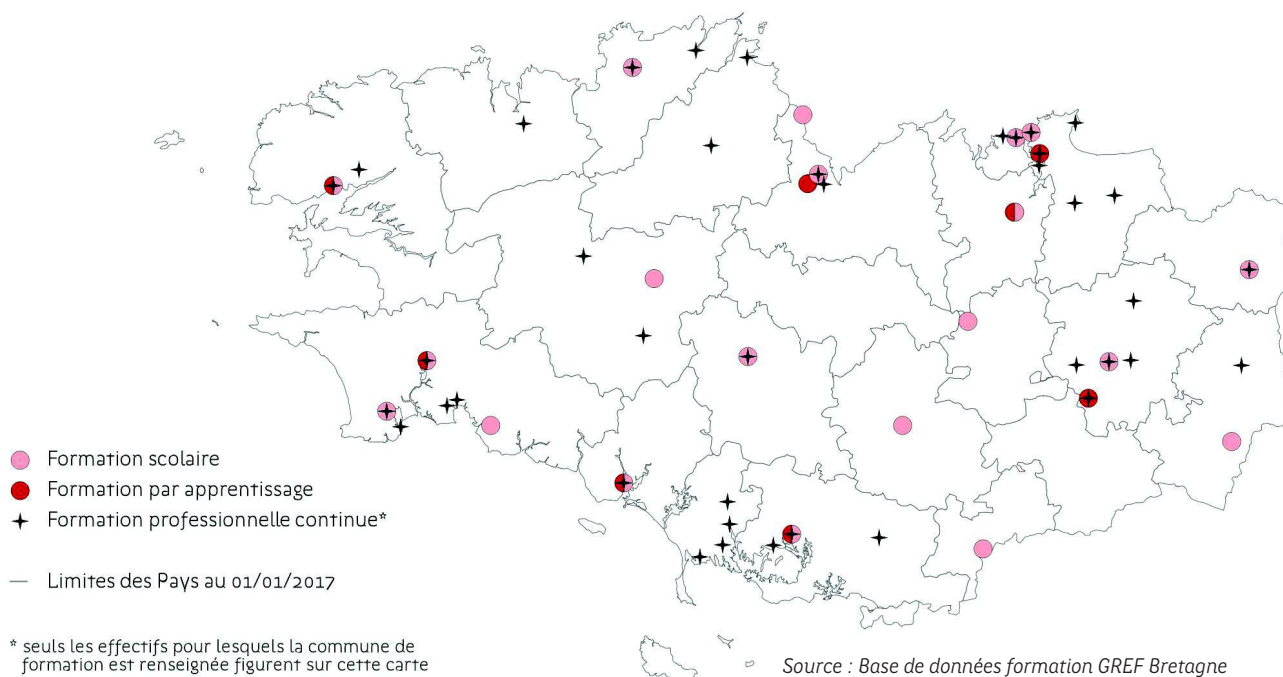 Formation scolaire
Formation par apprentissage
Formation professionnelle continue*
Limites des Pays au 01/01/2017
* seuls les effectifs pour lesquels la commune de
formation est renseignée figurent sur cette carte
Source : Base de données formation GREF Bretagne